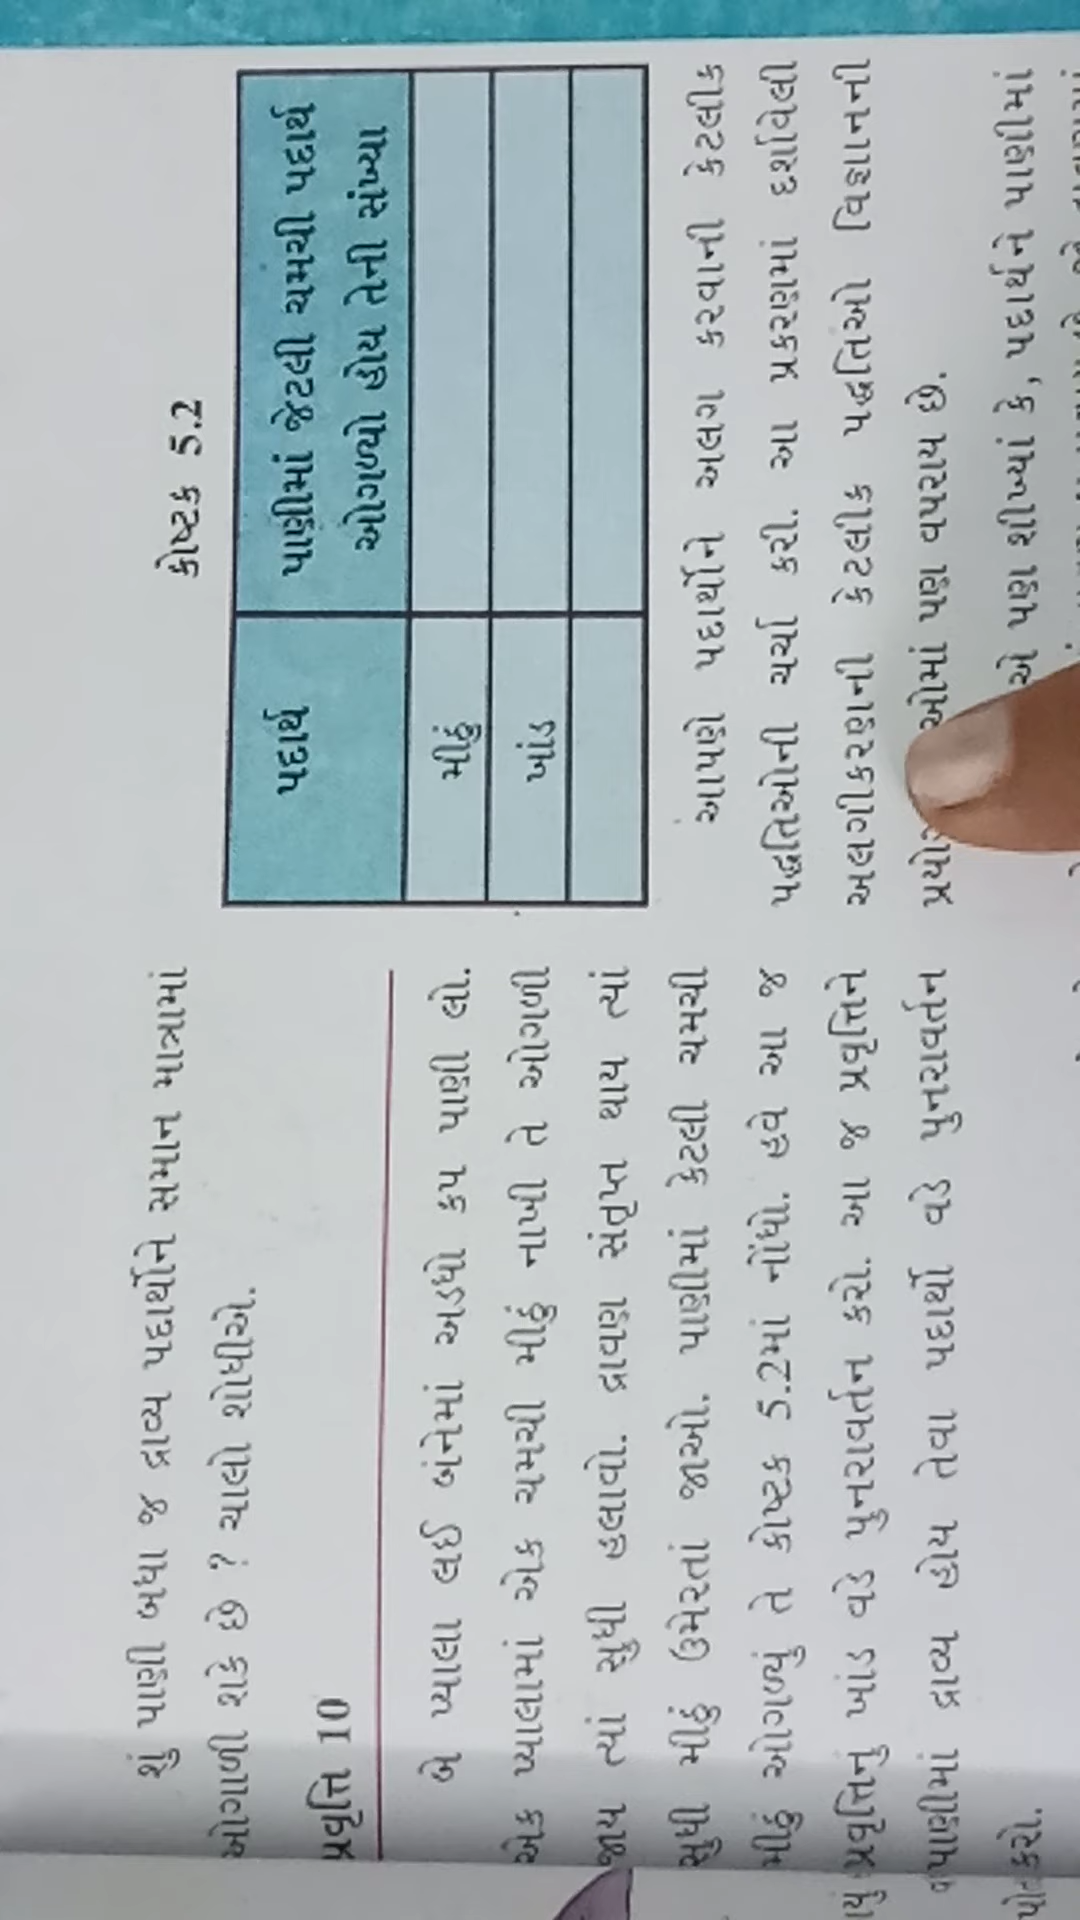 શું પાણી બધા જ દ્રાવ્ય પદાર્થોને સમાન માત્રામાં
ઓગાળી શકે છે ? ચાલો શોધીએ.
પ્રવૃત્તિ 10
બે પ્યાલા લઈ બંનેમાં અડધો કપ પાણી લો.
એક પ્યાલામાં એક ચમચી મીઠું નાખી તે ઓગળી
જાય ત્યાં સુધી હલાવો. દ્રાવણ સંતૃપ્ત થાય ત્યાં
સુધી મીઠું ઉમેરતાં જાઓ. પાણીમાં કેટલી ચમચી
મીઠું ઓગળ્યું તે કોષ્ટક 5.2માં નોંધો. હવે આ જ
પ્રવૃત્તિનું ખાંડ વડે પુનરાવર્તન કરો. આ જ પ્રવૃત્તિને
પાણીમાં દ્રાવ્ય હોય તેવા પદાર્થો વડે પુનરાવર્તન
કરો.
કોષ્ટક 5.2
પદાર્થ
પાણીમાં જેટલી ચમચી પદાર્થ
ઓગળ્યો હોય તેની સંખ્યા
મીઠું
ખાંડ
આપણે પદાર્થોને અલગ કરવાની કેટલીક
પદ્ધતિઓની ચર્ચા કરી. આ પ્રકરણમાં દર્શાવેલી
અલગીકરણની કેટલીક પદ્ધતિઓ વિજ્ઞાનની
પણ વપરાય છે.
એ પણ શીખ્યાં કે, પદાર્થને પાણીમાં